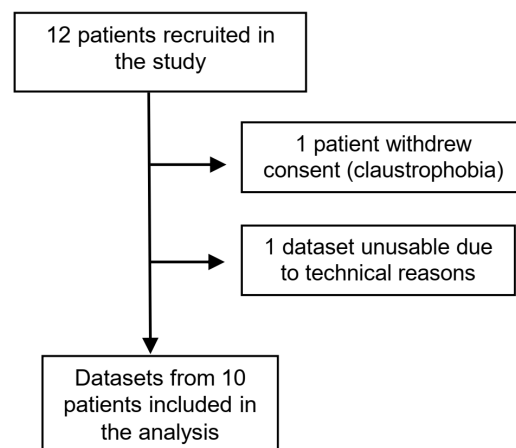 12 patients recruited in
the study
1 patient withdrew
consent (claustrophobia)
1 dataset unusable due
to technical reasons
Datasets from 10
patients included in
the analysis